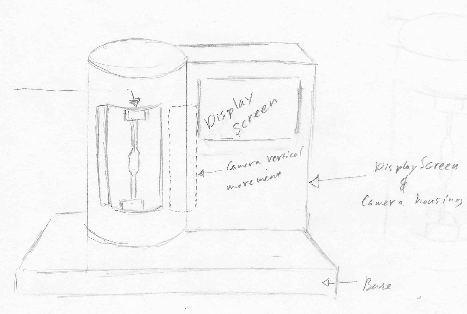 Display
Screen
Camera vertical
movement
Display Screen
&
Camera housing
Base